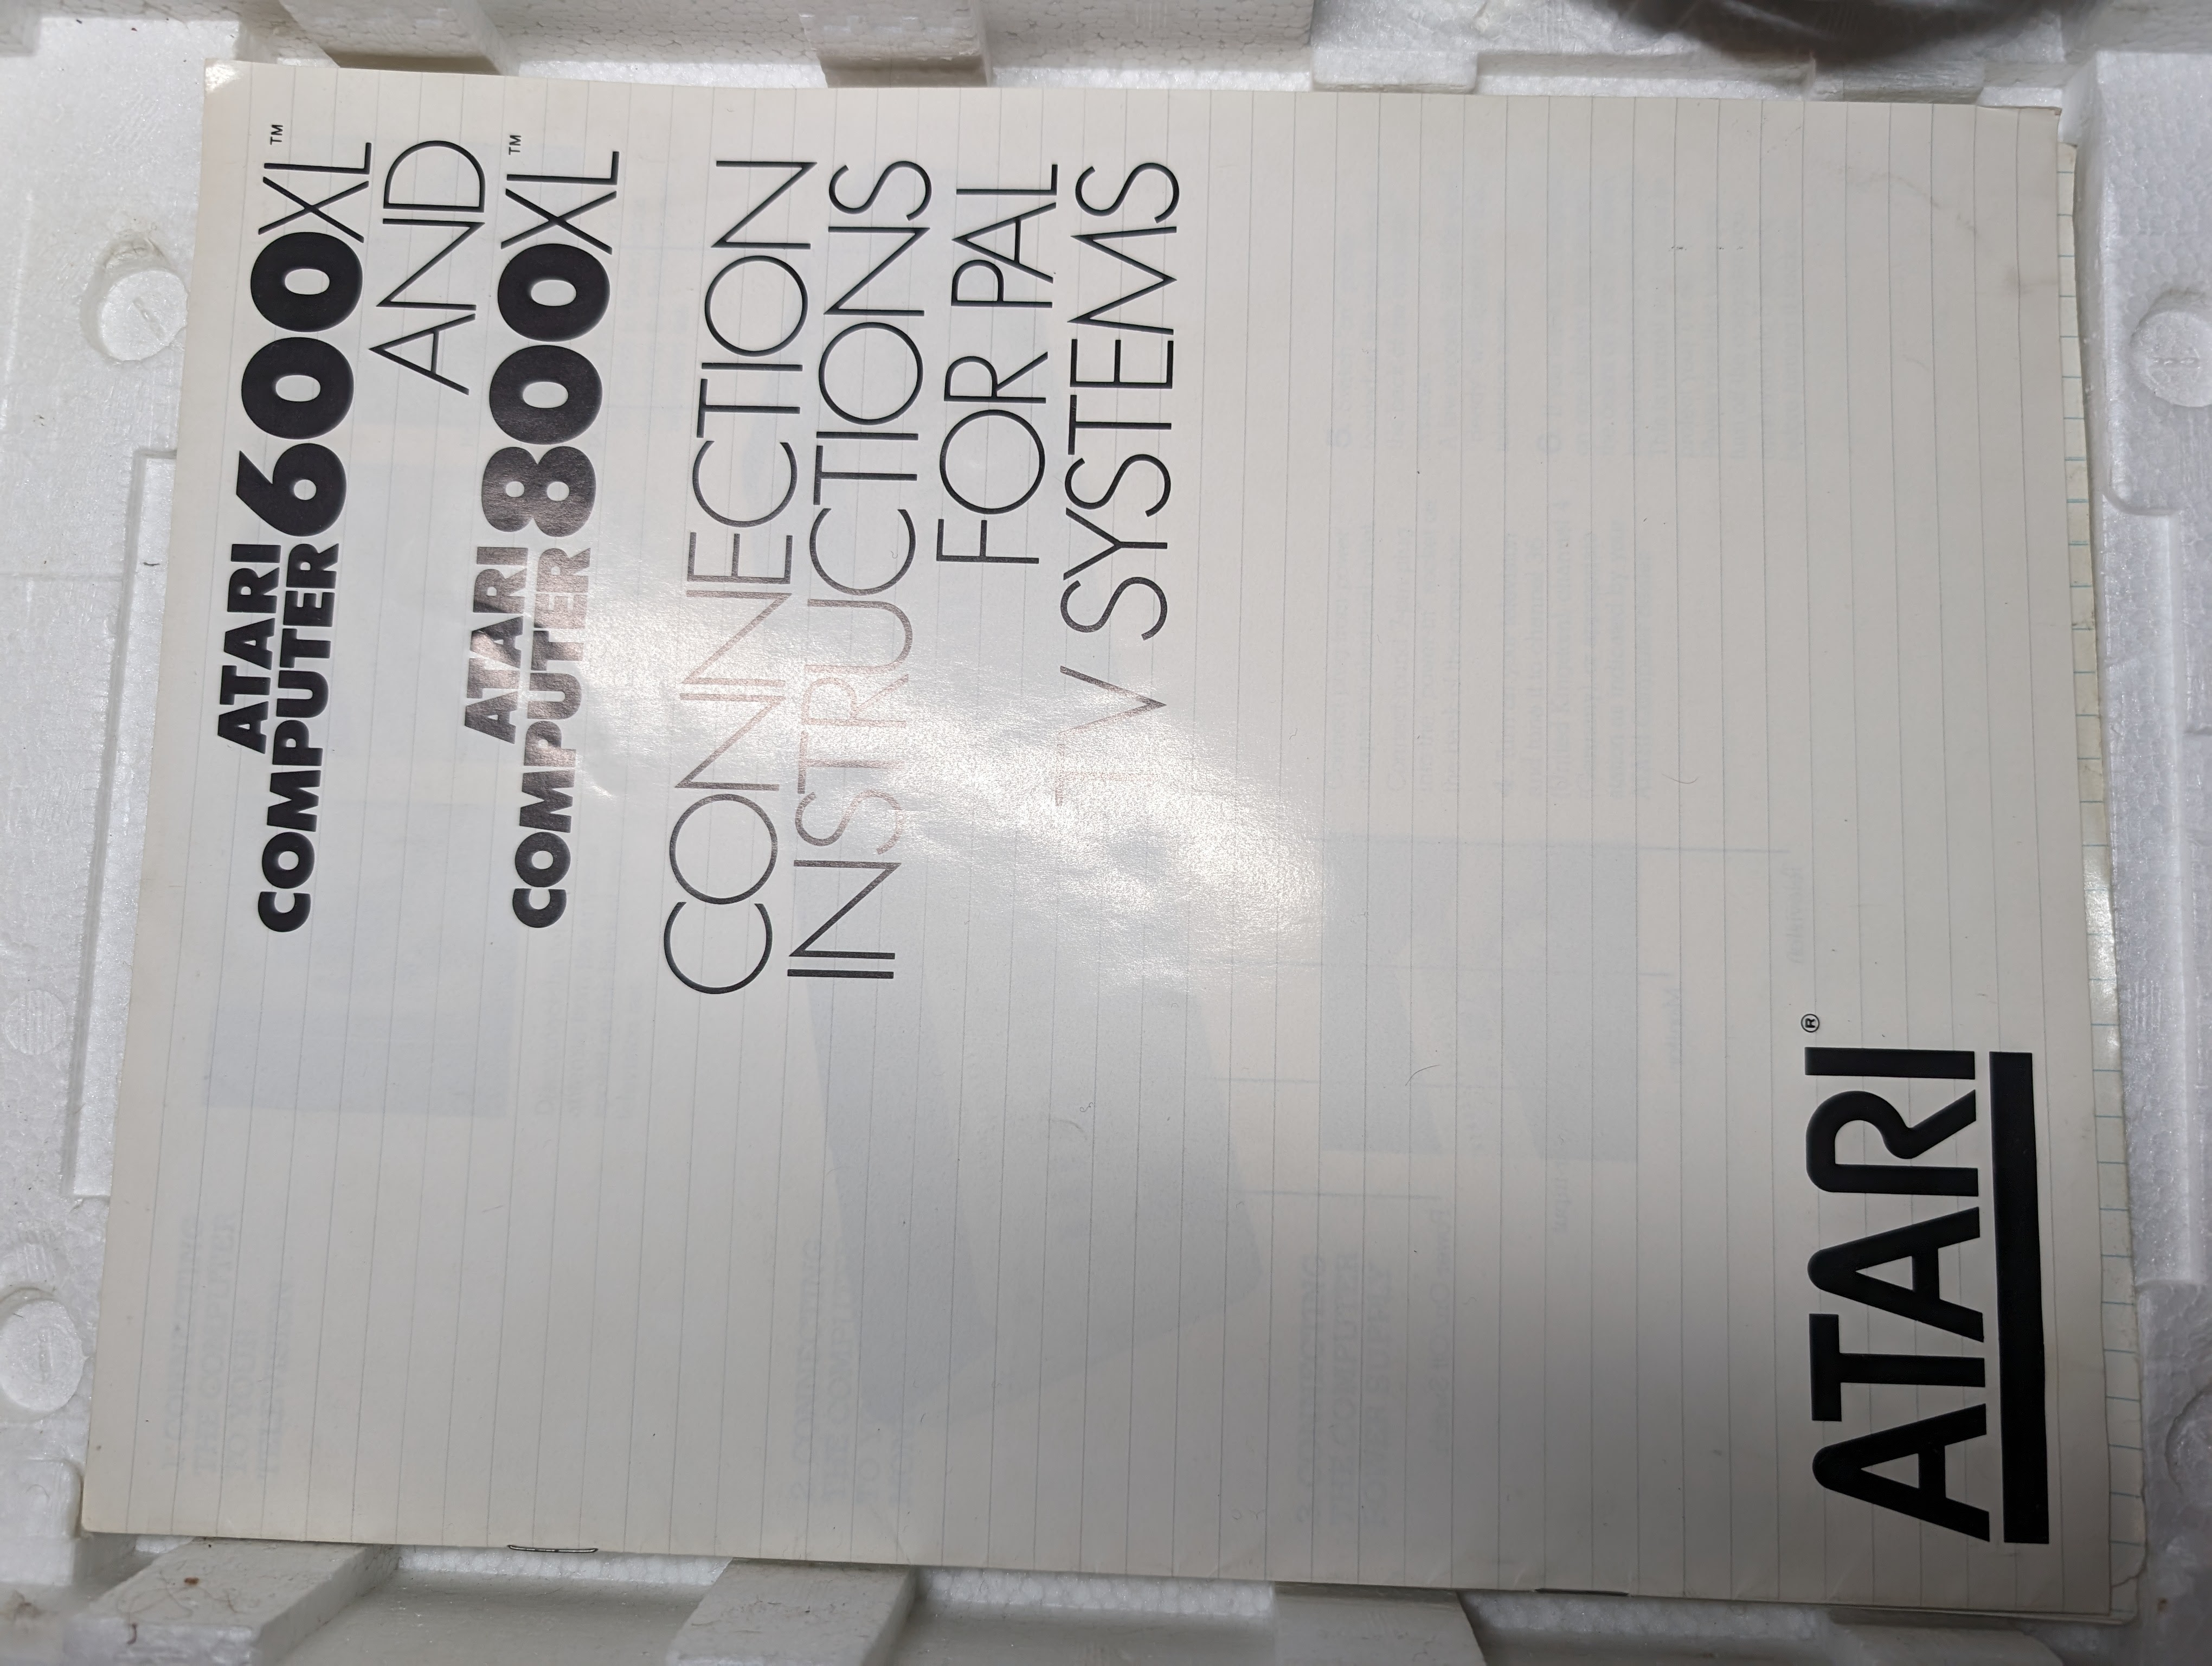 ATARI
COMPUTER 600XL™
AND
ATARI
COMPUTER 800XL™
CONNECTION
INSTRUCTIONS
FOR PAL
TV SYSTEMS
ATARI®